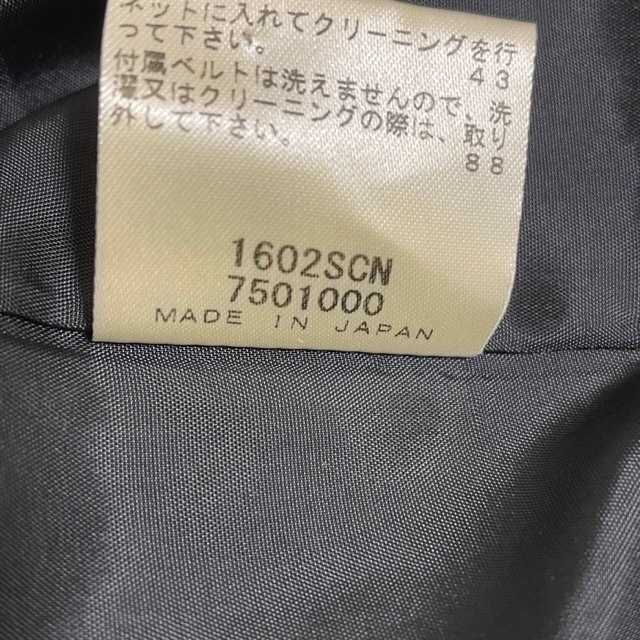 ネットに入れてクリーニングを行
って下さい。 43
付属ベルトは洗えませんので、洗
濯又はクリーニングの際は、取り
外して下さい。 88
1602SCN
7501000
MADE IN JAPAN